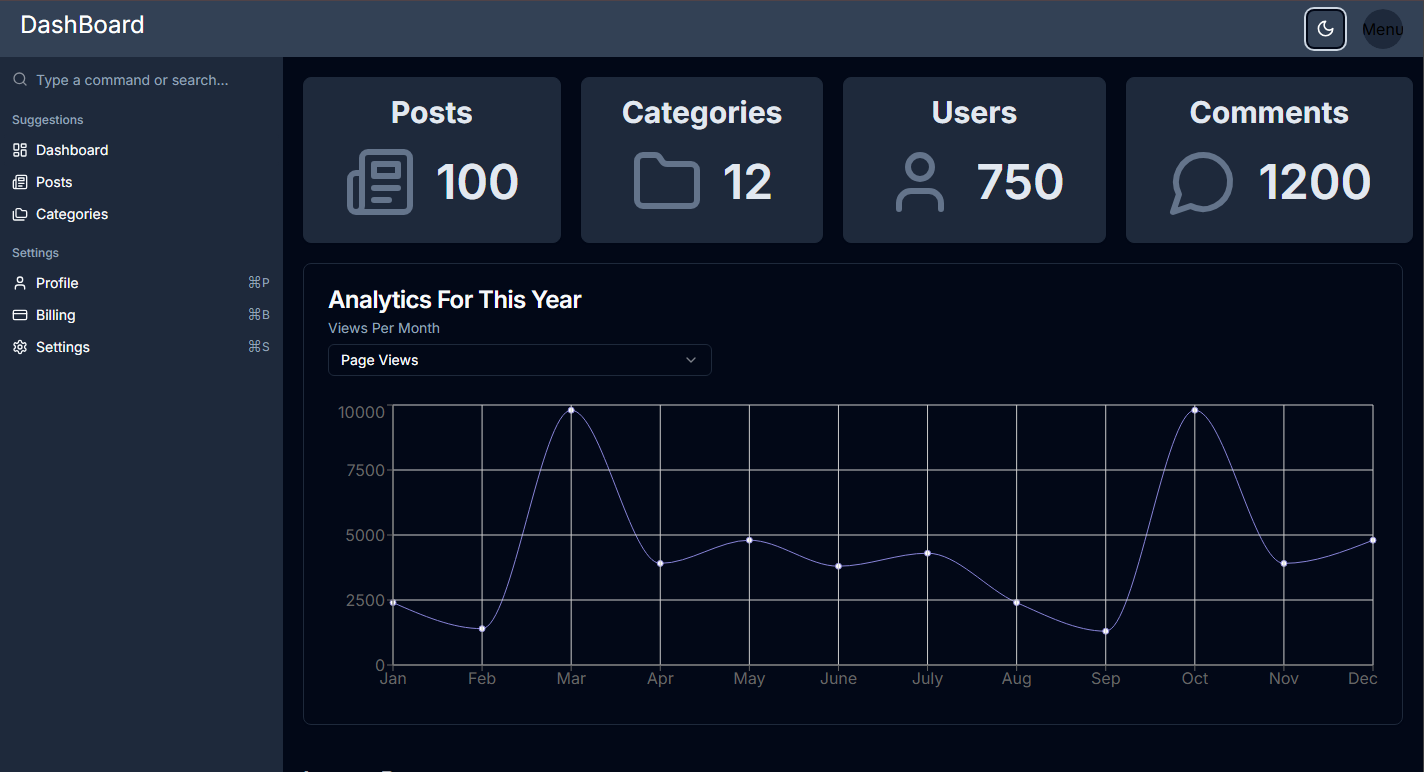 DashBoard
Menu
Type a command or search...
Suggestions
Dashboard
Posts
Categories
Settings
Profile ⌘P
Billing ⌘B
Settings ⌘S
Posts
100
Categories
12
Users
750
Comments
1200
Analytics For This Year
Views Per Month
Page Views
10000
7500
5000
2500
0
Jan Feb Mar Apr May June July Aug Sep Oct Nov Dec